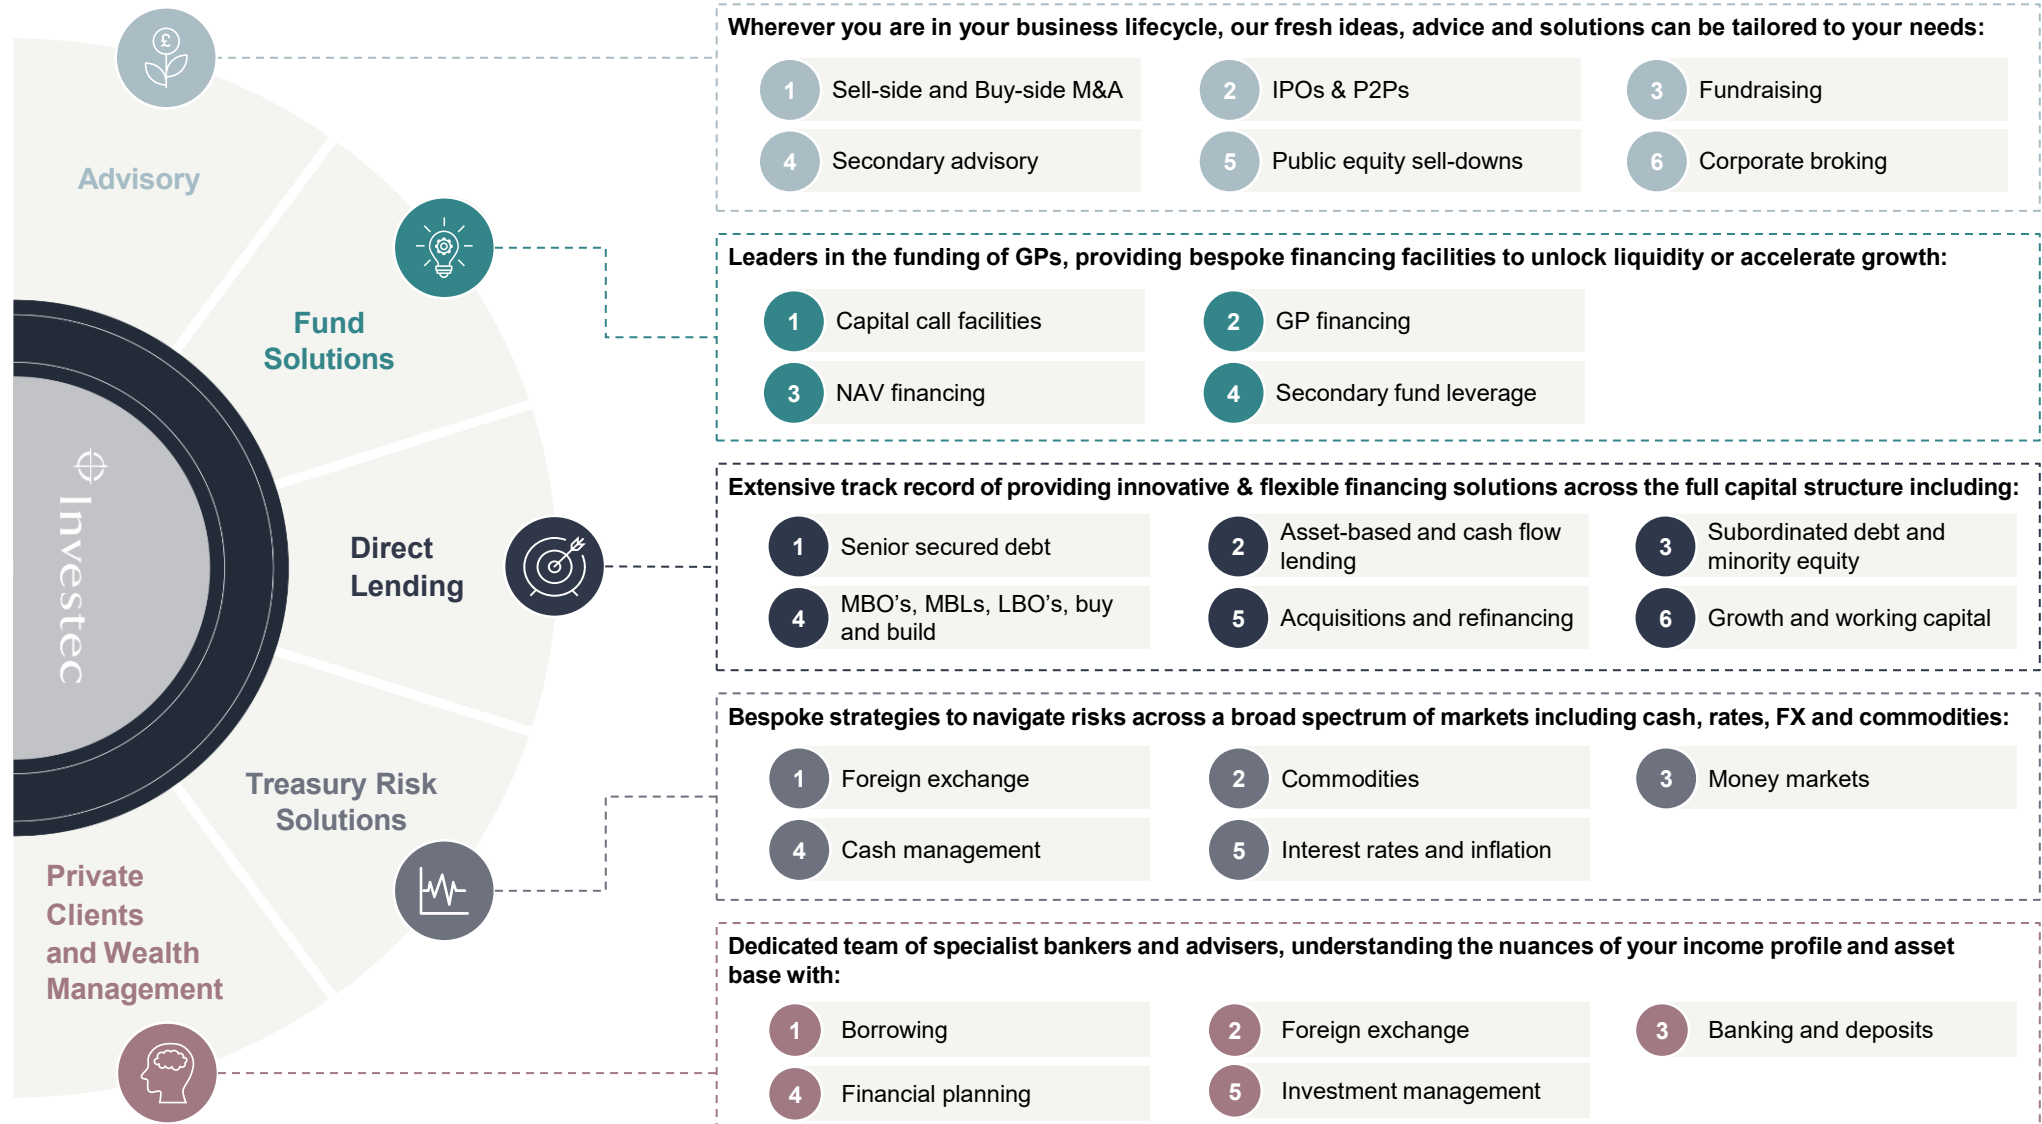 £
Advisory
Wherever you are in your business lifecycle, our fresh ideas, advice and solutions can be tailored to your needs:
1 Sell-side and Buy-side M&A
2 IPOs & P2Ps
3 Fundraising
4 Secondary advisory
5 Public equity sell-downs
6 Corporate broking
Fund
Solutions
Leaders in the funding of GPs, providing bespoke financing facilities to unlock liquidity or accelerate growth:
1 Capital call facilities
2 GP financing
3 NAV financing
4 Secondary fund leverage
Investec
Direct
Lending
Extensive track record of providing innovative & flexible financing solutions across the full capital structure including:
1 Senior secured debt
2 Asset-based and cash flow
lending
3 Subordinated debt and
minority equity
4 MBO’s, MBLs, LBO’s, buy
and build
5 Acquisitions and refinancing
6 Growth and working capital
Treasury Risk
Solutions
Bespoke strategies to navigate risks across a broad spectrum of markets including cash, rates, FX and commodities:
1 Foreign exchange
2 Commodities
3 Money markets
4 Cash management
5 Interest rates and inflation
Private
Clients
and Wealth
Management
Dedicated team of specialist bankers and advisers, understanding the nuances of your income profile and asset
base with:
1 Borrowing
2 Foreign exchange
3 Banking and deposits
4 Financial planning
5 Investment management